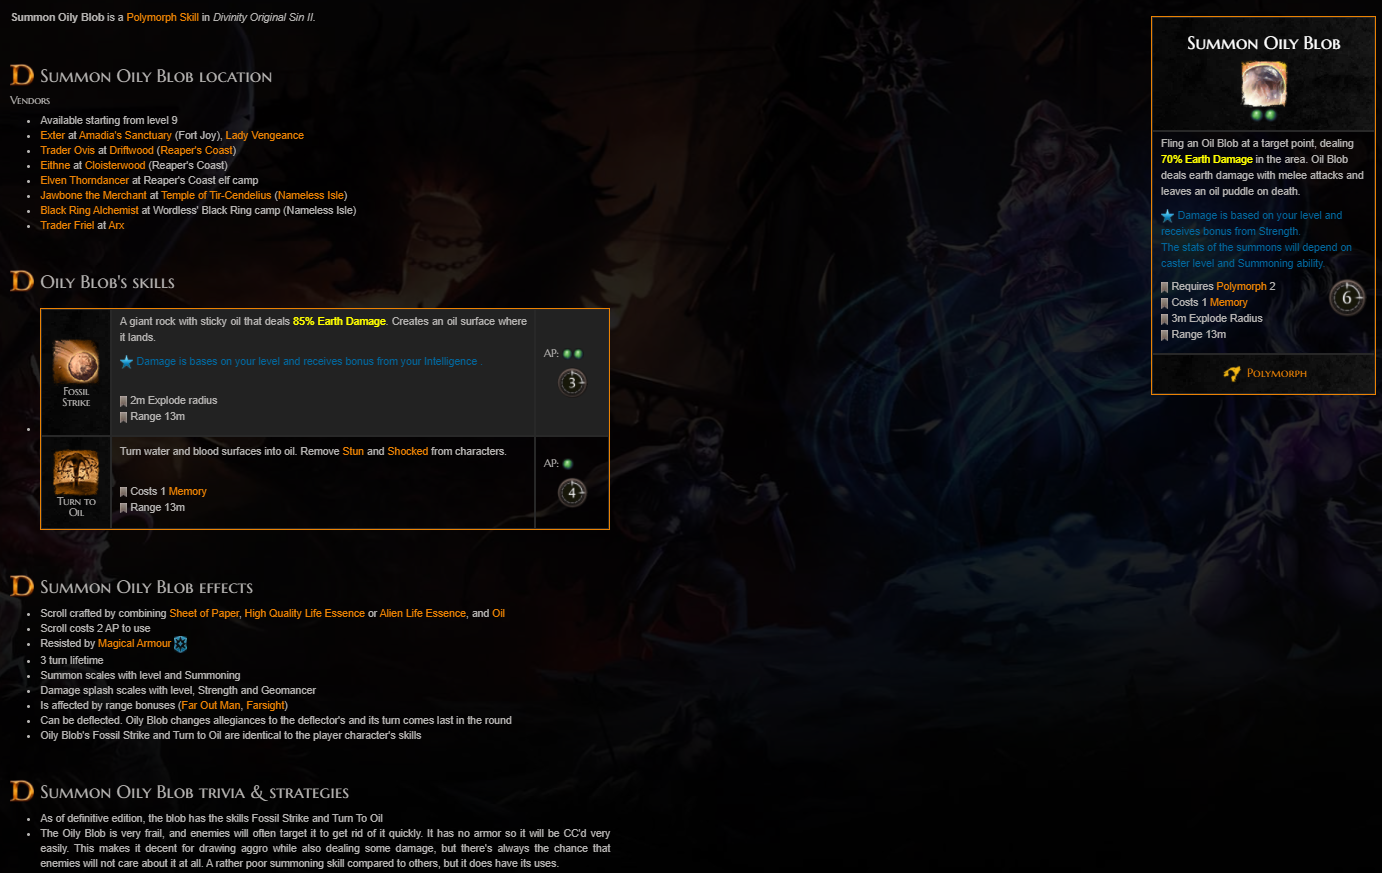 Summon Oily Blob is a Polymorph Skill in Divinity Original Sin II.
Summon Oily Blob location
Vendors
Available starting from level 9
Exter at Amadia's Sanctuary (Fort Joy), Lady Vengeance
Trader Ovis at Driftwood (Reaper's Coast)
Eithne at Cloisterwood (Reaper's Coast)
Elven Thorndancer at Reaper's Coast elf camp
Jawbone the Merchant at Temple of Tir-Cendelius (Nameless Isle)
Black Ring Alchemist at Wordless' Black Ring camp (Nameless Isle)
Trader Friel at Arx
Oily Blob's skills
Fossil
Strike
A giant rock with sticky oil that deals 85% Earth Damage. Creates an oil surface where
it lands.
Damage is bases on your level and receives bonus from your Intelligence .
2m Explode radius
Range 13m
AP:
3
Turn to
Oil
Turn water and blood surfaces into oil. Remove Stun and Shocked from characters.
Costs 1 Memory
Range 13m
AP:
4
Summon Oily Blob effects
Scroll crafted by combining Sheet of Paper, High Quality Life Essence or Alien Life Essence, and Oil
Scroll costs 2 AP to use
Resisted by Magical Armour
3 turn lifetime
Summon scales with level and Summoning
Damage splash scales with level, Strength and Geomancer
Is affected by range bonuses (Far Out Man, Farsight)
Can be deflected. Oily Blob changes allegiances to the deflector's and its turn comes last in the round
Oily Blob's Fossil Strike and Turn to Oil are identical to the player character's skills
Summon Oily Blob trivia & strategies
As of definitive edition, the blob has the skills Fossil Strike and Turn To Oil
The Oily Blob is very frail, and enemies will often target it to get rid of it quickly. It has no armor so it will be CC'd very
easily. This makes it decent for drawing aggro while also dealing some damage, but there's always the chance that
enemies will not care about it at all. A rather poor summoning skill compared to others, but it does have its uses.
Summon Oily Blob
Fling an Oil Blob at a target point, dealing
70% Earth Damage in the area. Oil Blob
deals earth damage with melee attacks and
leaves an oil puddle on death.
Damage is based on your level and
receives bonus from Strength.
The stats of the summons will depend on
caster level and Summoning ability.
Requires Polymorph 2
Costs 1 Memory
3m Explode Radius
Range 13m
6
Polymorph